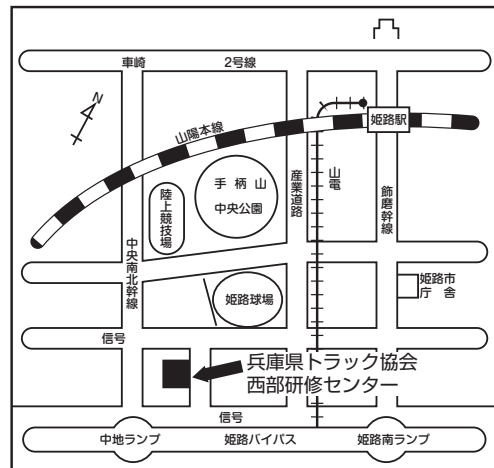 車崎
2号線
N
山陽本線
姫路駅
手柄山
中央公園
陸上競技場
産業道路
山電
飾磨幹線
中央南北幹線
姫路球場
姫路市
庁舎
信号
兵庫県トラック協会
西部研修センター
信号
中地ランプ
姫路バイパス
姫路南ランプ